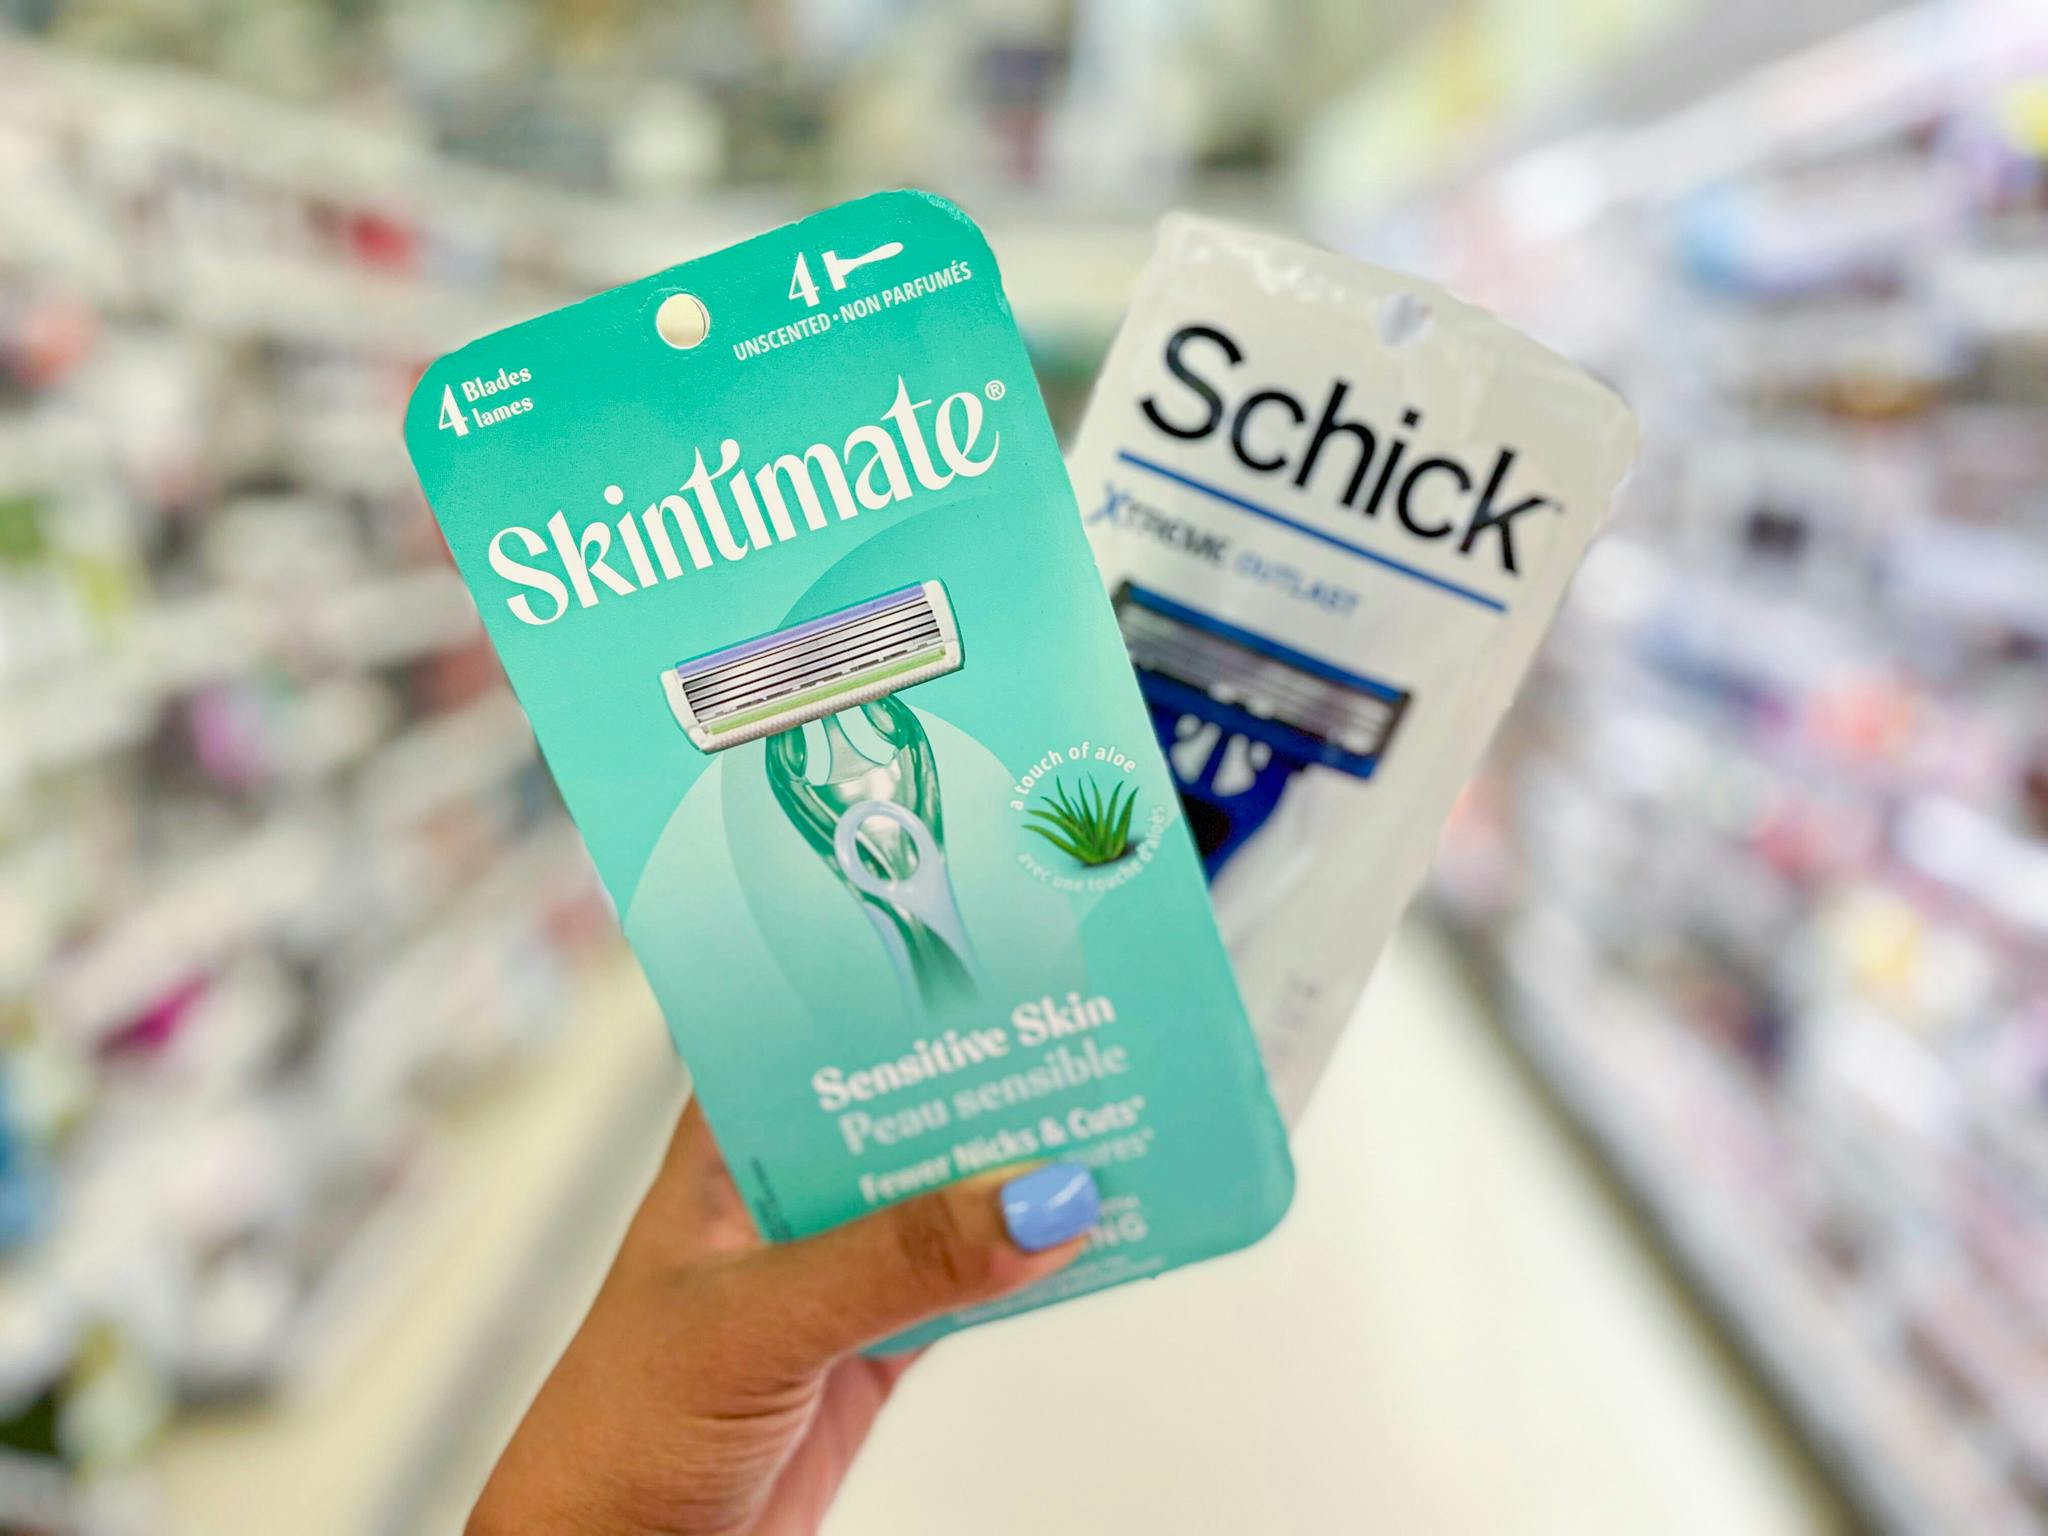 4 Blades
lames
4
UNSCENTED • NON PARFUMÉS
Skintimate®
a touch of aloe
avec une touche d'aloès
Sensitive Skin
Peau sensible
Fewer Nicks & Cuts*
Schick
XTREME OUTLAST